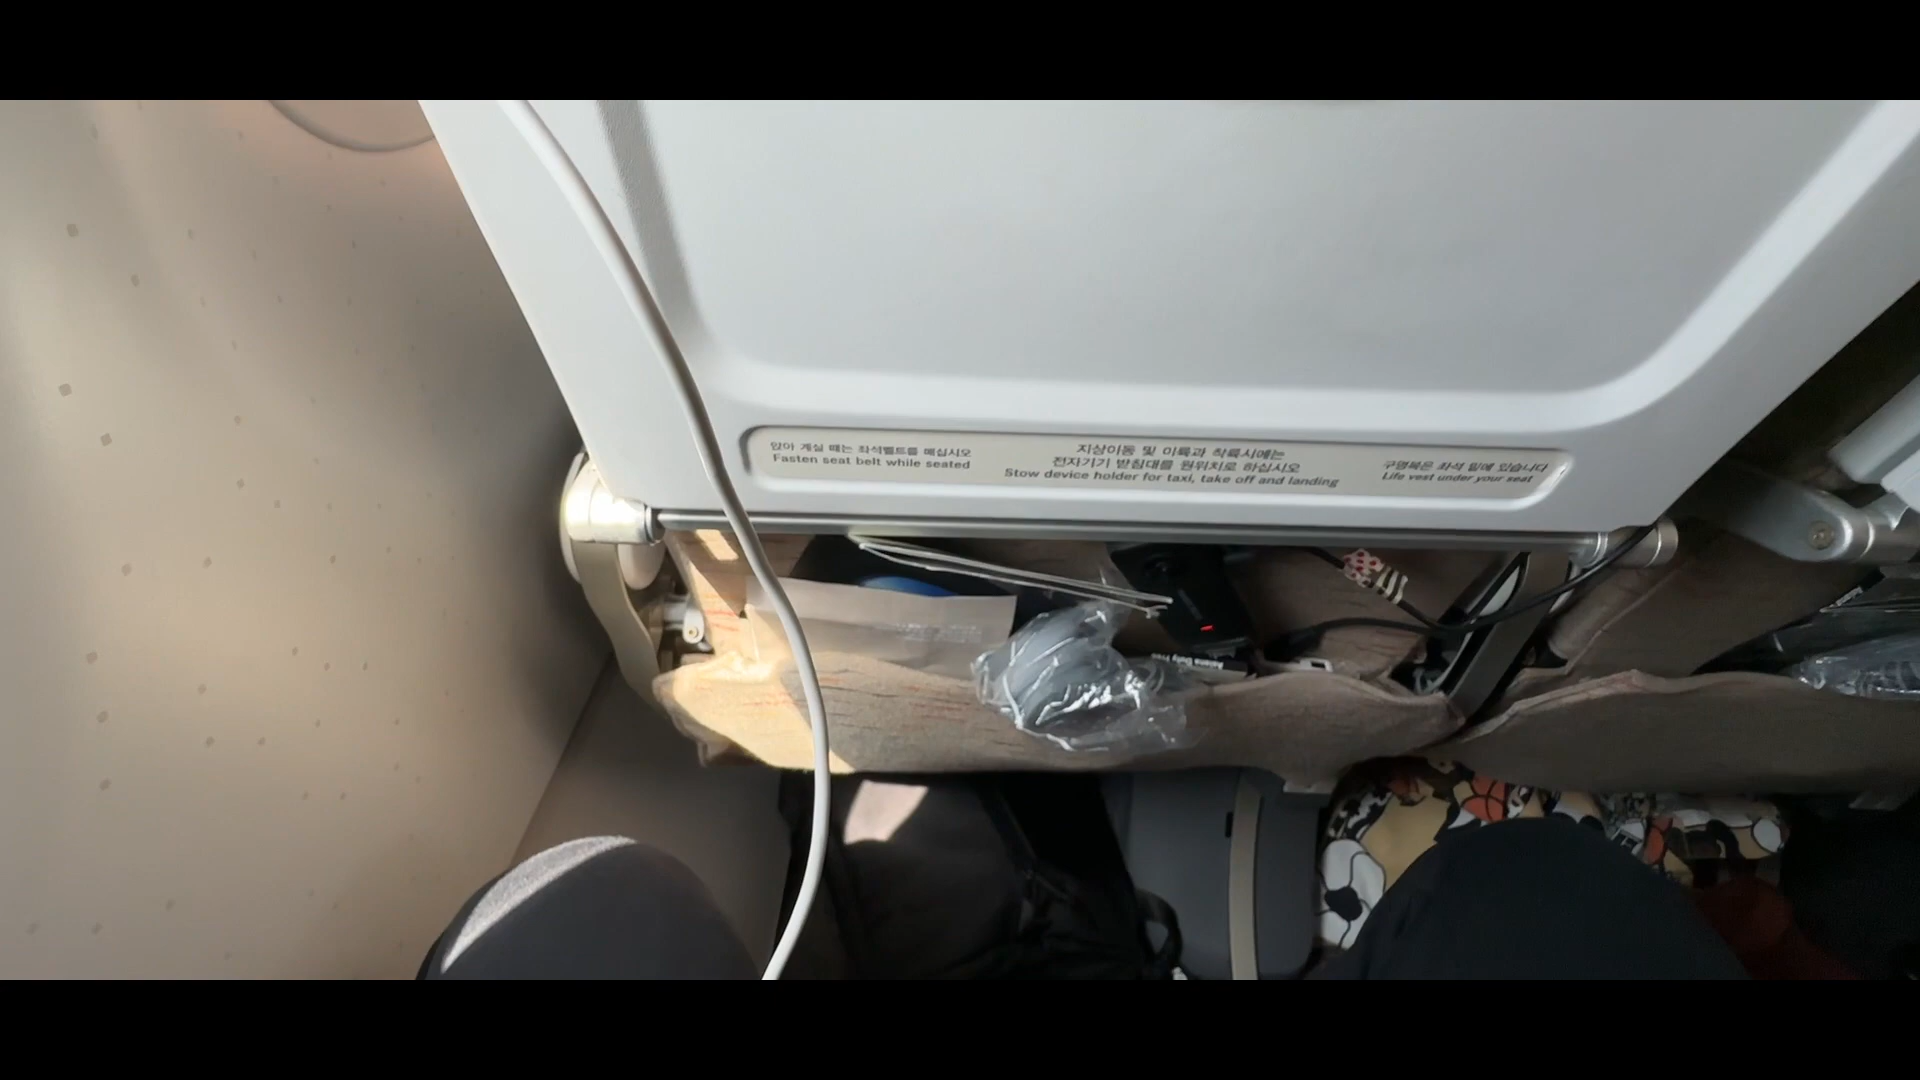 앉아 계실 때는 좌석벨트를 매십시오
Fasten seat belt while seated
지상이동 및 이륙과 착륙시에는
전자기기 받침대를 원위치로 하십시오
Stow device holder for taxi, take off and landing
구명복은 좌석 밑에 있습니다
Life vest under your seat
Asiana Duty Free